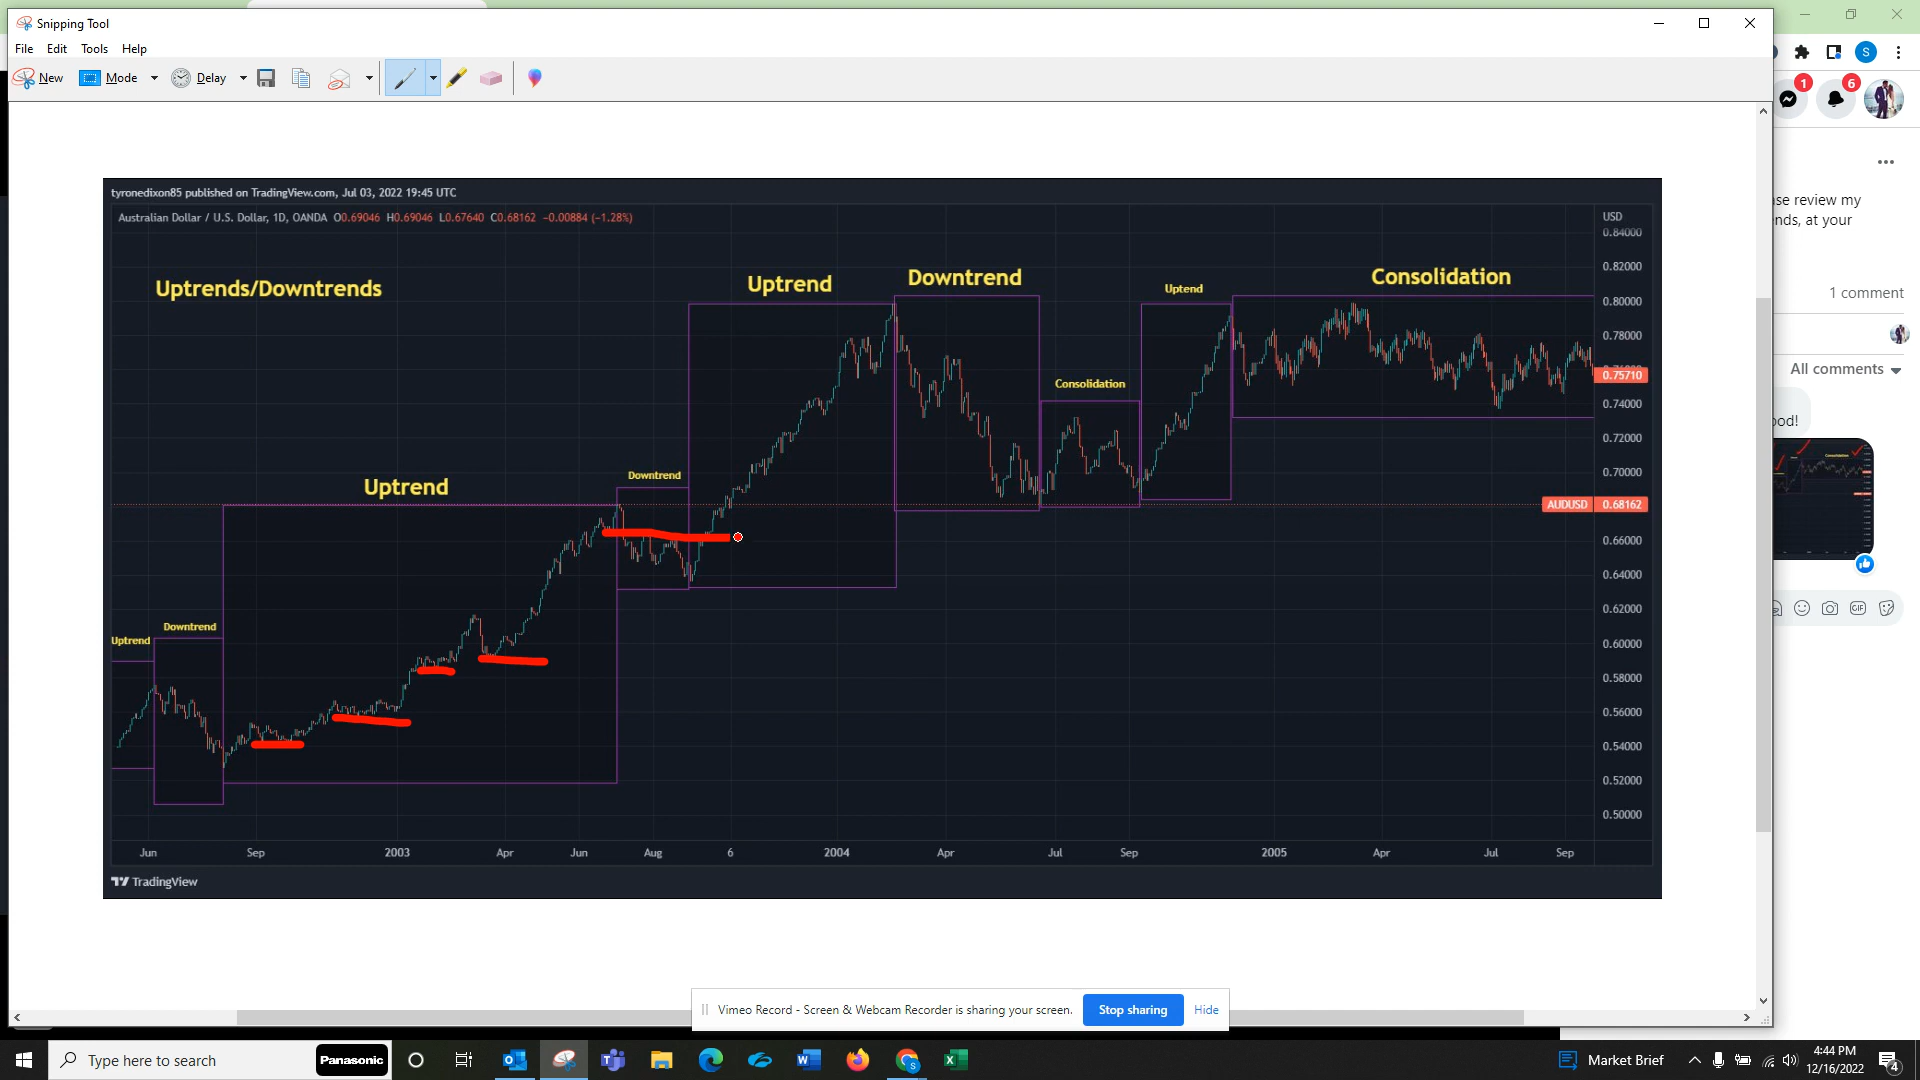 Snipping Tool
File Edit Tools Help
New Mode Delay
S
1 6
tyronedixon85 published on TradingView.com, Jul 03, 2022 19:45 UTC
Australian Dollar / U.S. Dollar, 1D, OANDA O0.69046 H0.69046 L0.67640 C0.68162 −0.00884 (−1.28%)
USD
0.84000
0.82000
0.80000
0.78000
0.75710
0.74000
0.72000
0.70000
AUDUSD 0.68162
0.66000
0.64000
0.62000
0.60000
0.58000
0.56000
0.54000
0.52000
0.50000
Uptrends/Downtrends
Uptrend
Downtrend
Uptrend
Downtrend
Uptrend
Downtrend
Consolidation
Uptend
Consolidation
Jun Sep 2003 Apr Jun Aug 6 2004 Apr Jul Sep 2005 Apr Jul Sep
TradingView
review my
at your
1 comment
All comments
GIF
Vimeo Record - Screen & Webcam Recorder is sharing your screen. Stop sharing Hide
Type here to search Panasonic
Market Brief
4:44 PM
12/16/2022
4